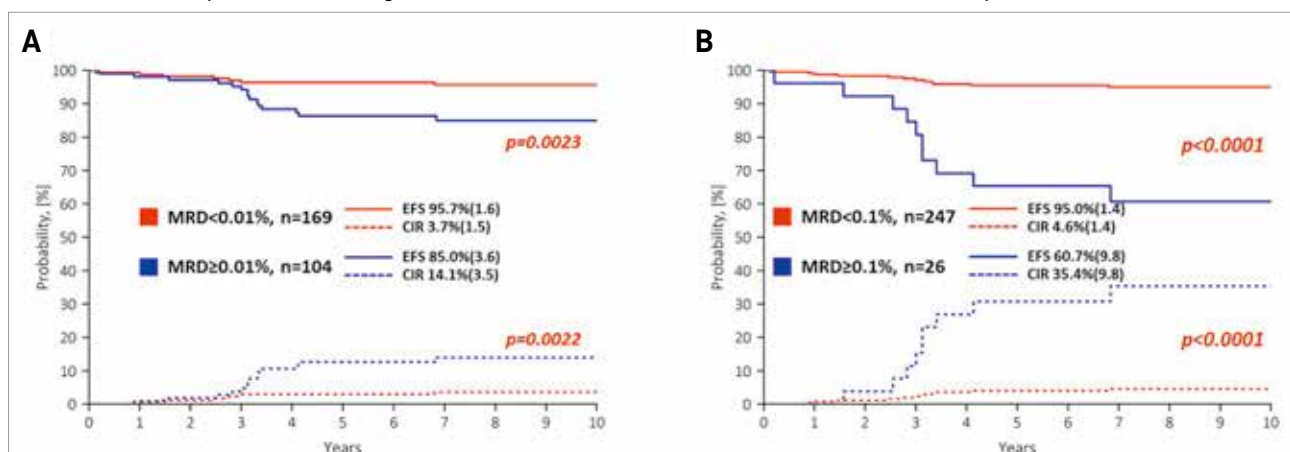 A
100
90
80
70
60
50
40
30
20
10
0
Probability, [%]
p=0.0023
MRD<0.01%, n=169
EFS 95.7%(1.6)
CIR 3.7%(1.5)
MRD≥0.01%, n=104
EFS 85.0%(3.6)
CIR 14.1%(3.5)
p=0.0022
0 1 2 3 4 5 6 7 8 9 10
Years
B
100
90
80
70
60
50
40
30
20
10
0
Probability, [%]
p<0.0001
MRD<0.1%, n=247
EFS 95.0%(1.4)
CIR 4.6%(1.4)
MRD≥0.1%, n=26
EFS 60.7%(9.8)
CIR 35.4%(9.8)
p<0.0001
0 1 2 3 4 5 6 7 8 9 10
Years